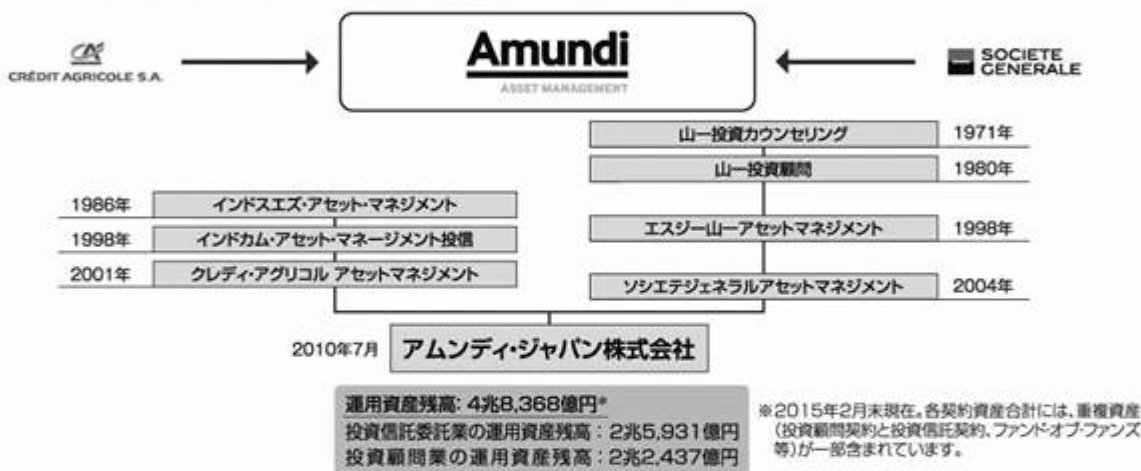 CA
CRÉDIT AGRICOLE S.A.
Amundi
ASSET MANAGEMENT
SOCIETE
GENERALE
山一投資カウンセリング 1971年
山一投資顧問 1980年
1986年 インドスエズ・アセット・マネジメント
1998年 インドカム・アセット・マネージメント投信
エスジー山一アセットマネジメント 1998年
2001年 クレディ・アグリコル アセットマネジメント
ソシエテジェネラルアセットマネジメント 2004年
2010年7月 アムンディ・ジャパン株式会社
運用資産残高: 4兆8,368億円*
投資信託委託業の運用資産残高：2兆5,931億円
投資顧問業の運用資産残高：2兆2,437億円
※2015年2月末現在。各契約資産合計には、重複資産
（投資顧問契約と投資信託契約、ファンド・オブ・ファンズ
等）が一部含まれています。